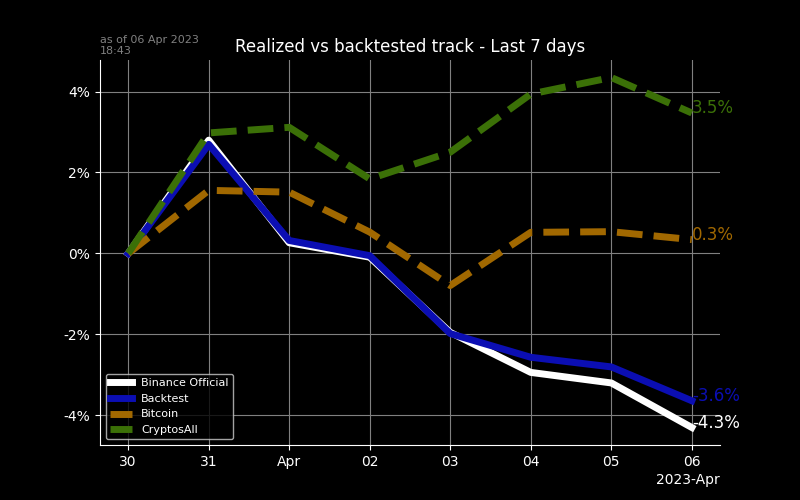 as of 06 Apr 2023
18:43
Realized vs backtested track - Last 7 days
4%
2%
0%
-2%
-4%
3.5%
0.3%
-3.6%
-4.3%
Binance Official
Backtest
Bitcoin
CryptosAll
30 31 Apr 02 03 04 05 06
2023-Apr